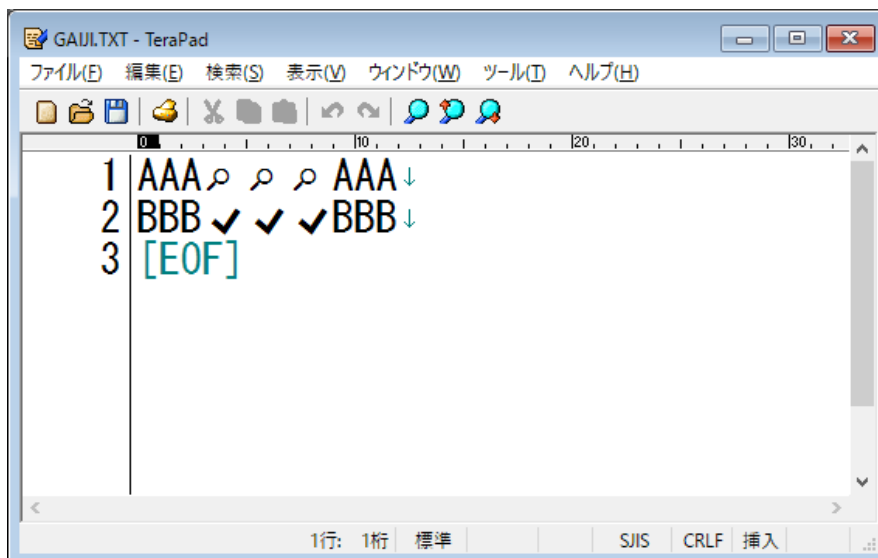 GAIJI.TXT - TeraPad
ファイル(F) 編集(E) 検索(S) 表示(V) ウィンドウ(W) ツール(T) ヘルプ(H)
0 10 20 30
1 AAA⌕ ⌕ ⌕ AAA↓
2 BBB✔ ✔ ✔BBB↓
3 [EOF]
1行: 1桁 標準 SJIS CRLF 挿入